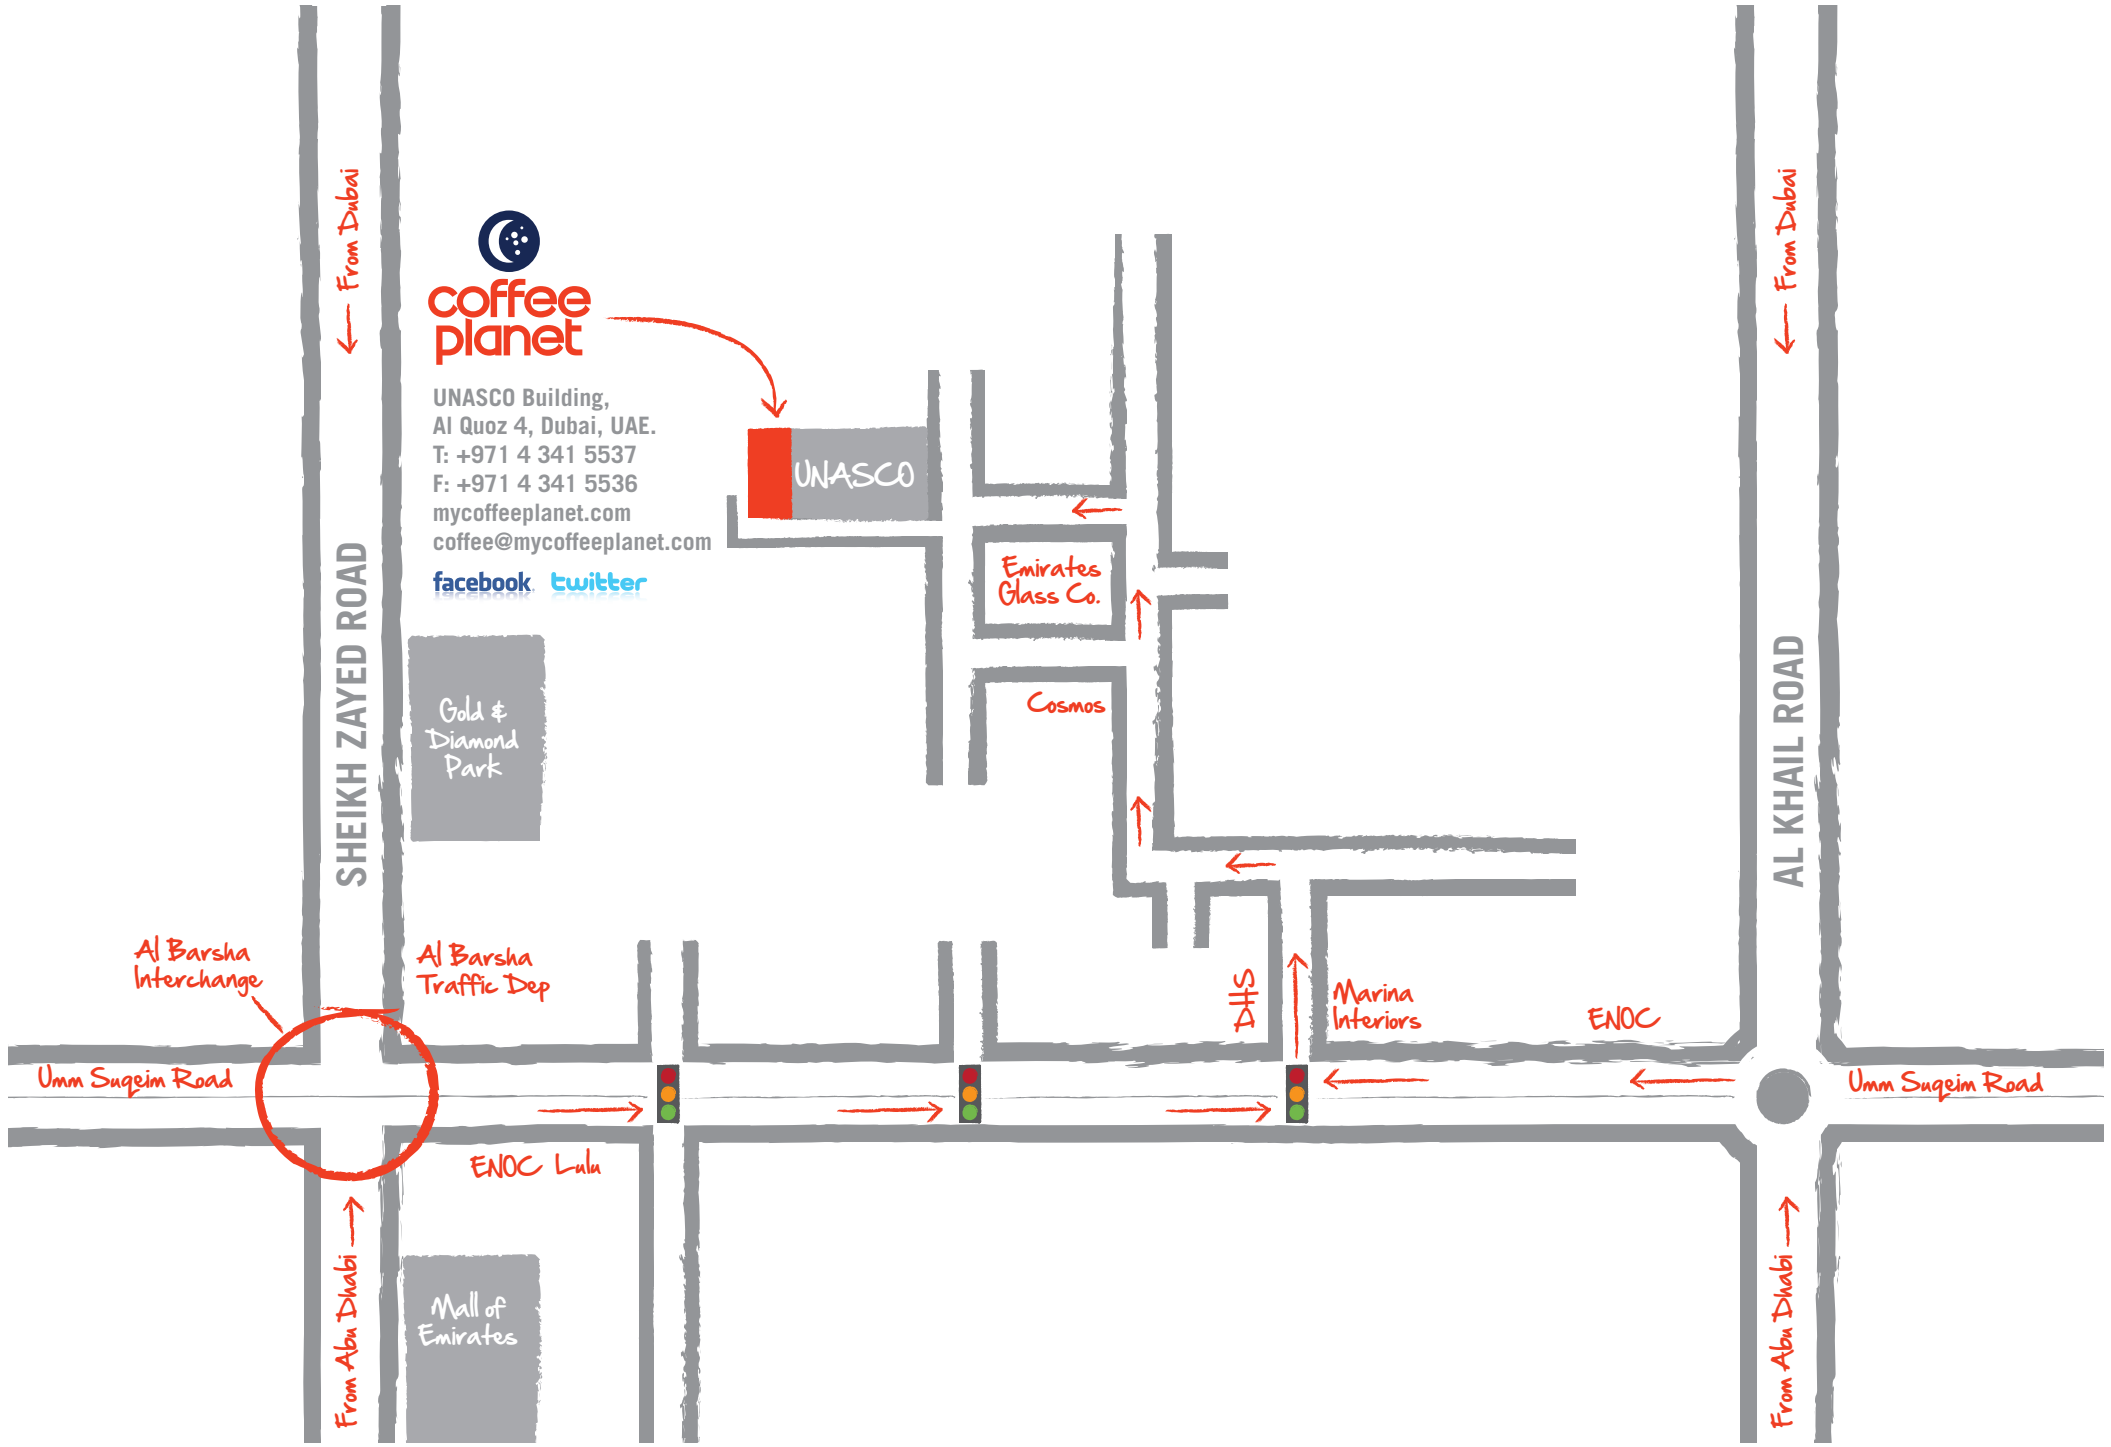 From Dubai
From Dubai
coffee
planet
UNASCO Building,
Al Quoz 4, Dubai, UAE.
T: +971 4 341 5537
F: +971 4 341 5536
mycoffeeplanet.com
coffee@mycoffeeplanet.com
facebook twitter
UNASCO
Emirates
Glass Co.
Cosmos
SHEIKH ZAYED ROAD
Gold &
Diamond
Park
AL KHAIL ROAD
Al Barsha
Interchange
Al Barsha
Traffic Dep
DHS
Marina
Interiors
ENOC
Umm Suqeim Road
Umm Suqeim Road
ENOC Lulu
From Abu Dhabi
Mall of
Emirates
From Abu Dhabi